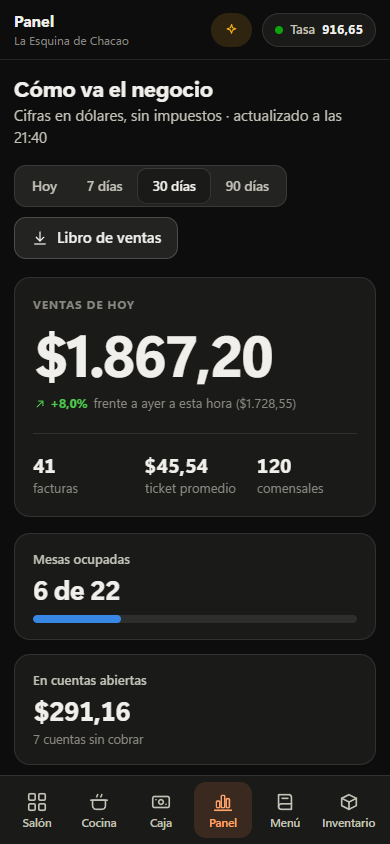 Panel
La Esquina de Chacao
Tasa 916,65
Cómo va el negocio
Cifras en dólares, sin impuestos · actualizado a las
21:40
Hoy 7 días 30 días 90 días
Libro de ventas
VENTAS DE HOY
$1.867,20
+8,0% frente a ayer a esta hora ($1.728,55)
41 $45,54 120
facturas ticket promedio comensales
Mesas ocupadas
6 de 22
En cuentas abiertas
$291,16
7 cuentas sin cobrar
Salón Cocina Caja Panel Menú Inventario